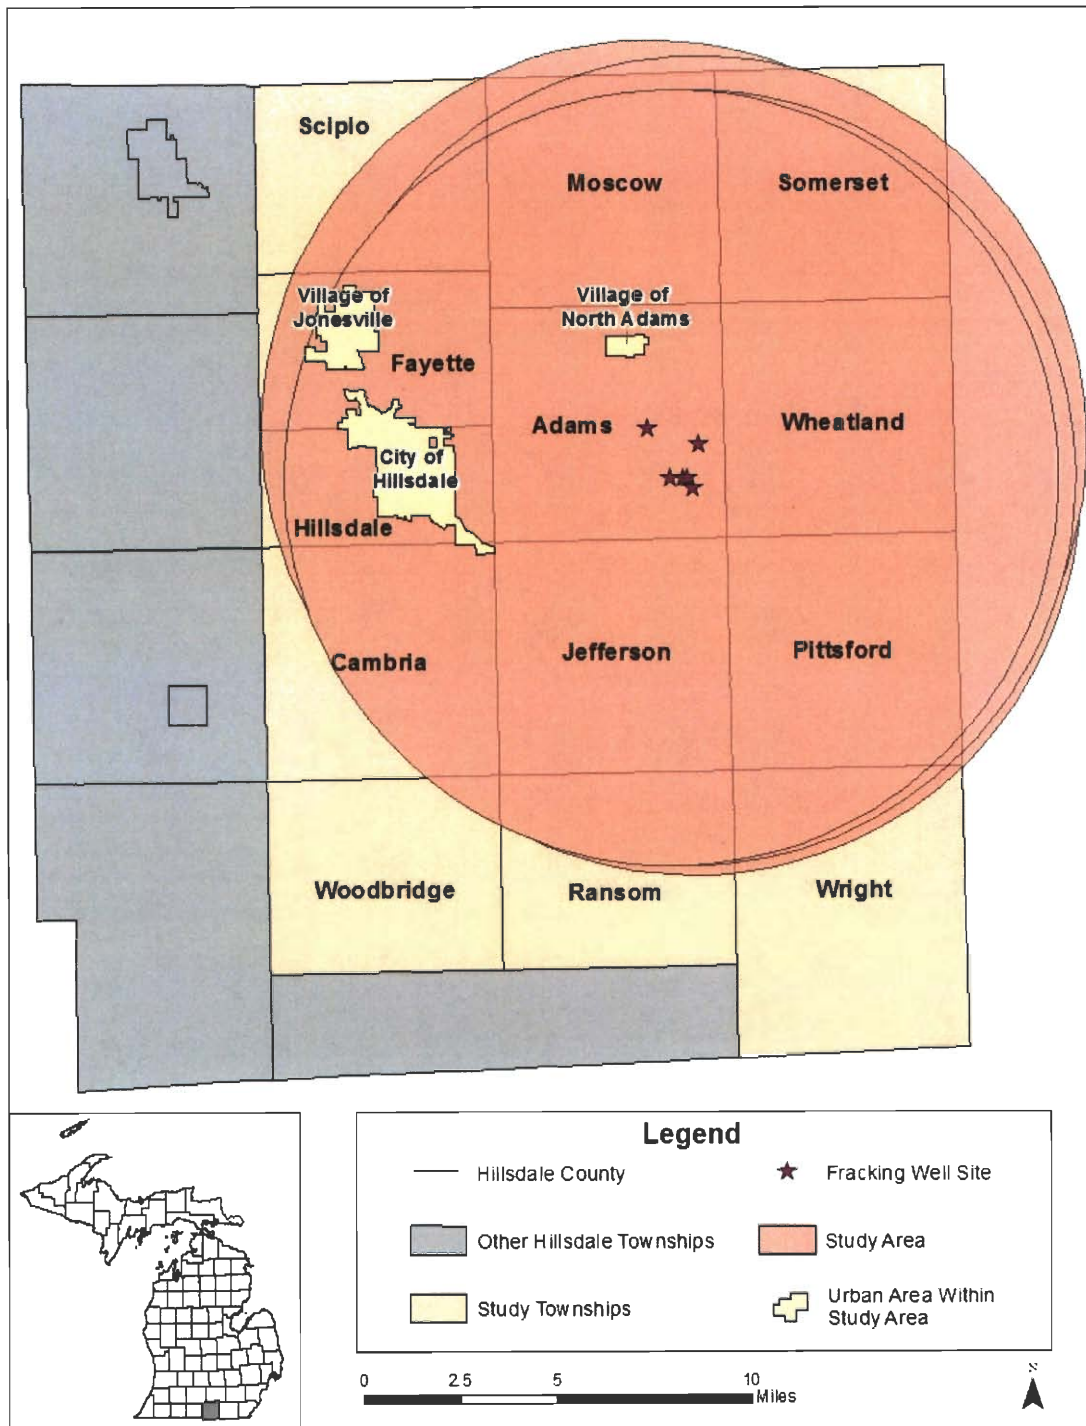 Scipio
Moscow
Somerset
Village of
Jonesville
Village of
North Adams
Fayette
Adams
Wheatland
City of
Hillsdale
Hillsdale
Cambria
Jefferson
Pittsford
Woodbridge
Ransom
Wright
Legend
Hillsdale County
Fracking Well Site
Other Hillsdale Townships
Study Area
Study Townships
Urban Area Within
Study Area
0
2.5
5
10
Miles
N